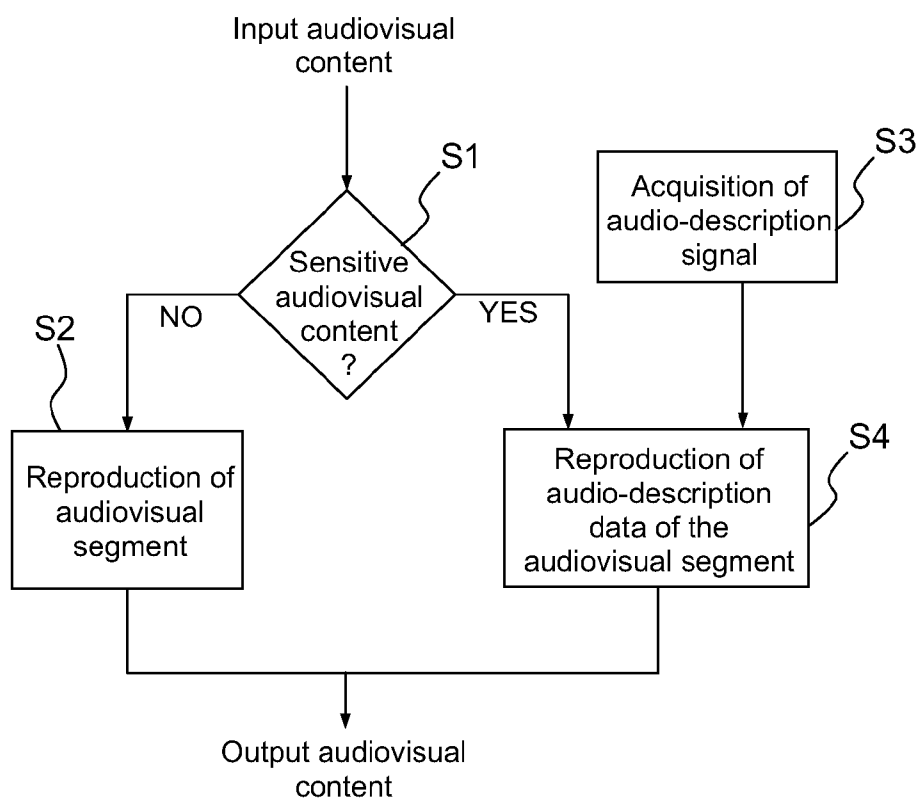 Input audiovisual
content
S1
S3
Acquisition of
audio-description
signal
Sensitive
audiovisual
content
?
NO
YES
S2
S4
Reproduction of
audiovisual
segment
Reproduction of
audio-description
data of the
audiovisual segment
Output audiovisual
content